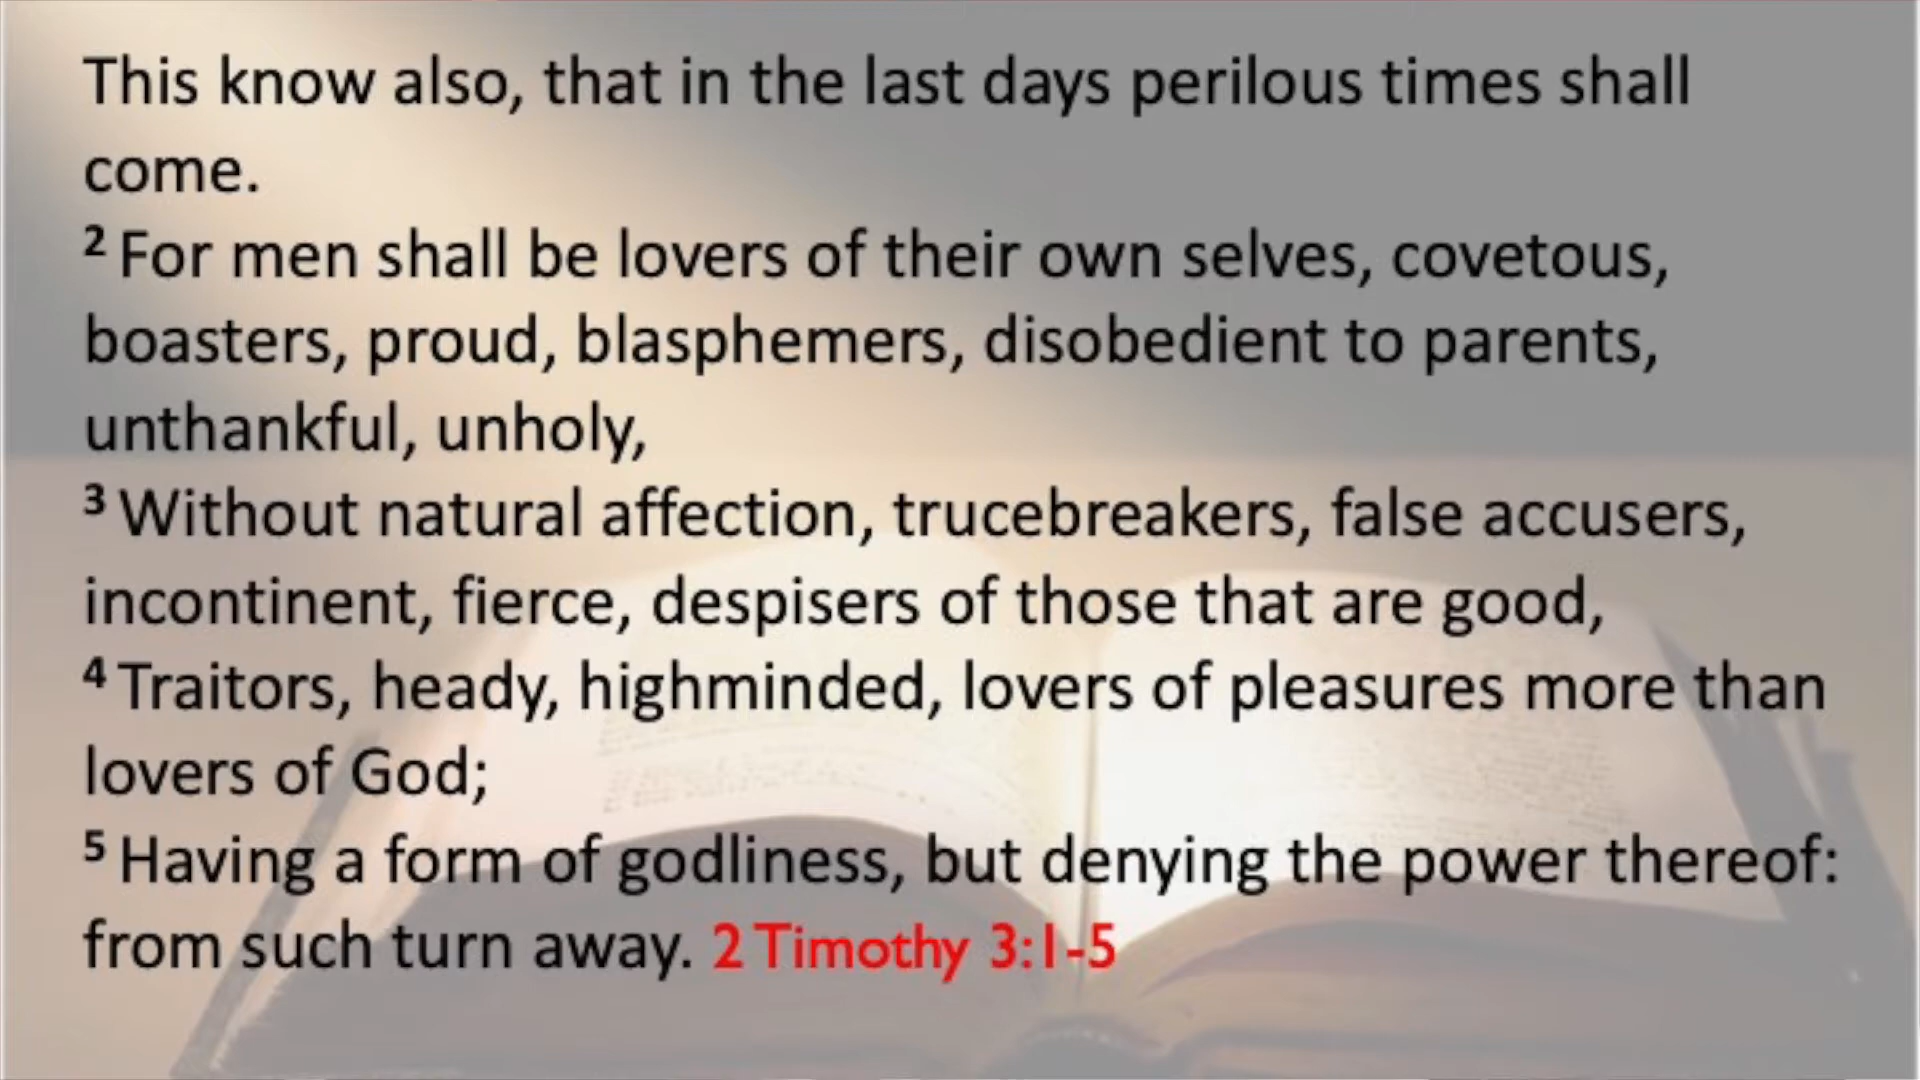 This know also, that in the last days perilous times shall
come.
2 For men shall be lovers of their own selves, covetous,
boasters, proud, blasphemers, disobedient to parents,
unthankful, unholy,
3 Without natural affection, trucebreakers, false accusers,
incontinent, fierce, despisers of those that are good,
4 Traitors, heady, highminded, lovers of pleasures more than
lovers of God;
5 Having a form of godliness, but denying the power thereof:
from such turn away. 2 Timothy 3:1-5